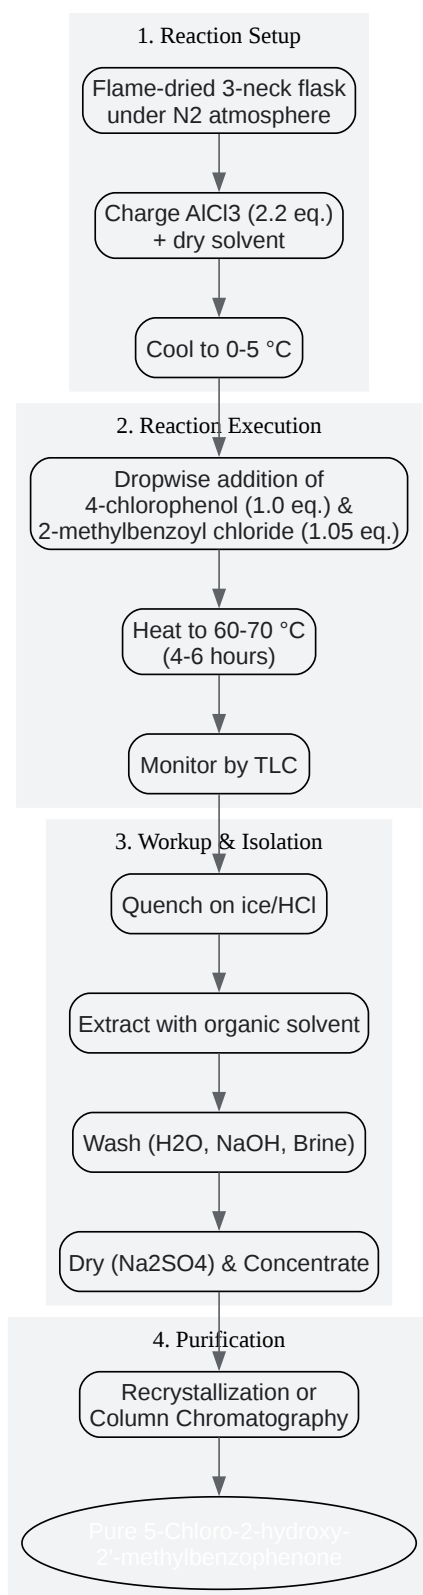 1. Reaction Setup
Flame-dried 3-neck flask
under N2 atmosphere
Charge AlCl3 (2.2 eq.)
+ dry solvent
Cool to 0-5 °C
2. Reaction Execution
Dropwise addition of
4-chlorophenol (1.0 eq.) &
2-methylbenzoyl chloride (1.05 eq.)
Heat to 60-70 °C
(4-6 hours)
Monitor by TLC
3. Workup & Isolation
Quench on ice/HCl
Extract with organic solvent
Wash (H2O, NaOH, Brine)
Dry (Na2SO4) & Concentrate
4. Purification
Recrystallization or
Column Chromatography
Pure 5-Chloro-2-hydroxy-
2'-methylbenzophenone